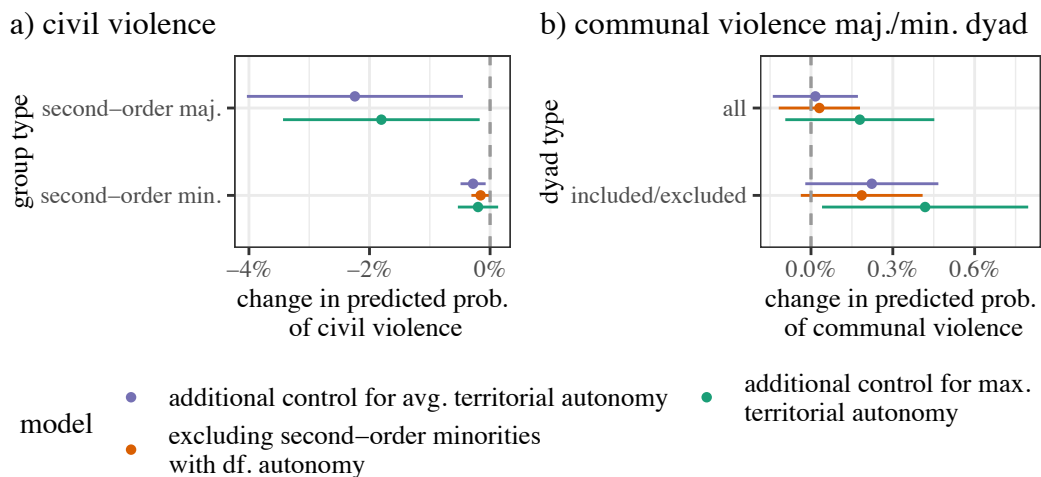 a) civil violence
b) communal violence maj./min. dyad
group type
second−order maj.
second−order min.
−4%
−2%
0%
change in predicted prob.
of civil violence
dyad type
all
included/excluded
0.0%
0.3%
0.6%
change in predicted prob.
of communal violence
model
additional control for avg. territorial autonomy
excluding second−order minorities
with df. autonomy
additional control for max.
territorial autonomy